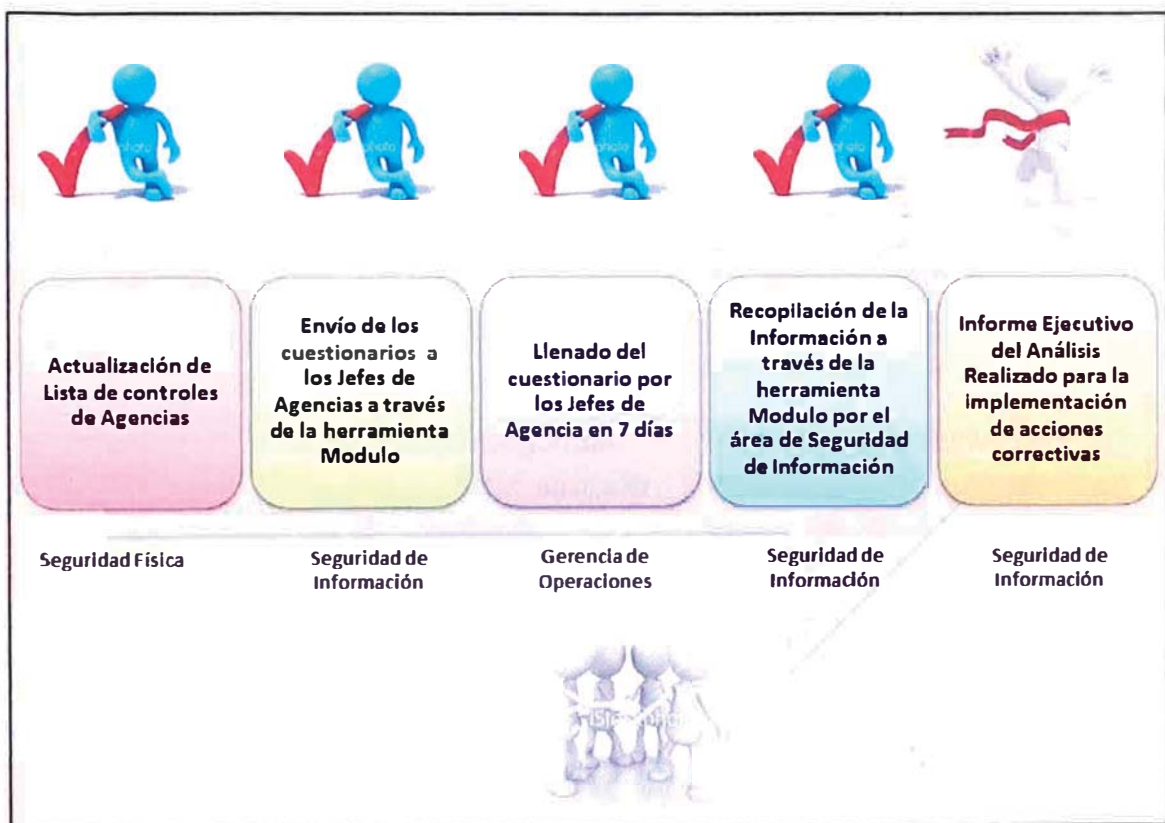 Actualización de
Lista de controles
de Agencias
Envío de los
cuestionarios a
los Jefes de
Agencias a través
de la herramienta
Modulo
Llenado del
cuestionario por
los Jefes de
Agencia en 7 días
Recopilación de la
Información a
través de la
herramienta
Modulo por el
área de Seguridad
de Información
Informe Ejecutivo
del Análisis
Realizado para la
implementación
de acciones
correctivas
Seguridad Física
Seguridad de
Información
Gerencia de
Operaciones
Seguridad de
Información
Seguridad de
Información